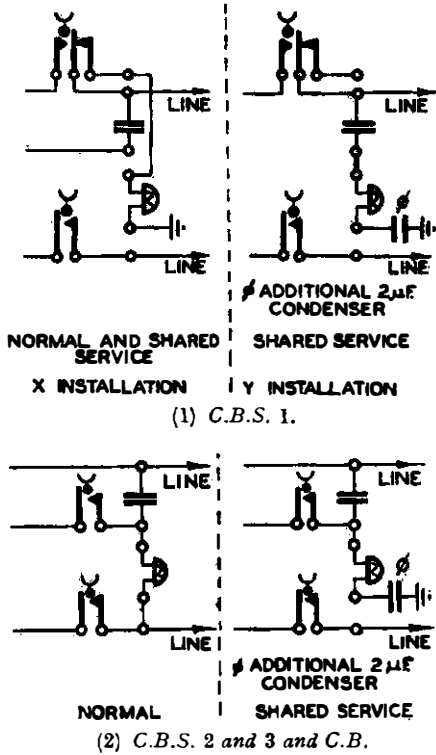 LINE
LINE
LINE
LINE
ϕ
ϕ ADDITIONAL 2μF.
CONDENSER
NORMAL AND SHARED
SERVICE
SHARED SERVICE
X INSTALLATION
Y INSTALLATION
(1) C.B.S. 1.
LINE
LINE
ϕ
LINE
LINE
ϕ ADDITIONAL 2μF
CONDENSER
NORMAL
SHARED SERVICE
(2) C.B.S. 2 and 3 and C.B.